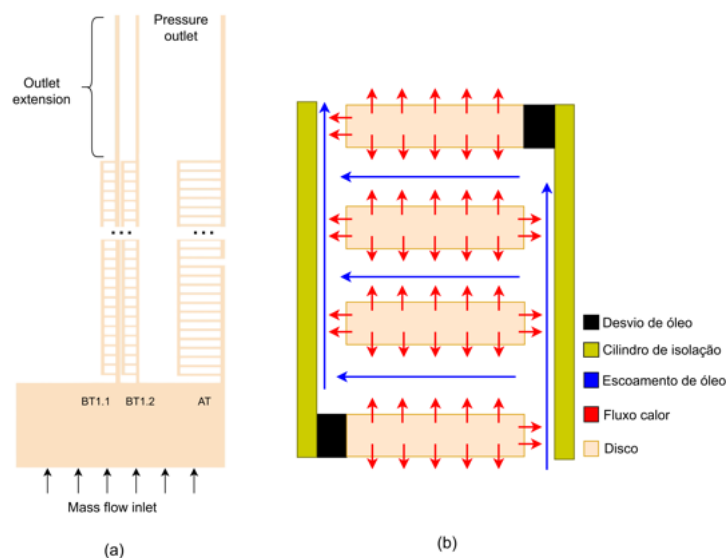 Pressure
outlet
Outlet
extension
BT1.1
BT1.2
AT
Mass flow inlet
(a)
Desvio de óleo
Cilindro de isolação
Escoamento de óleo
Fluxo calor
Disco
(b)